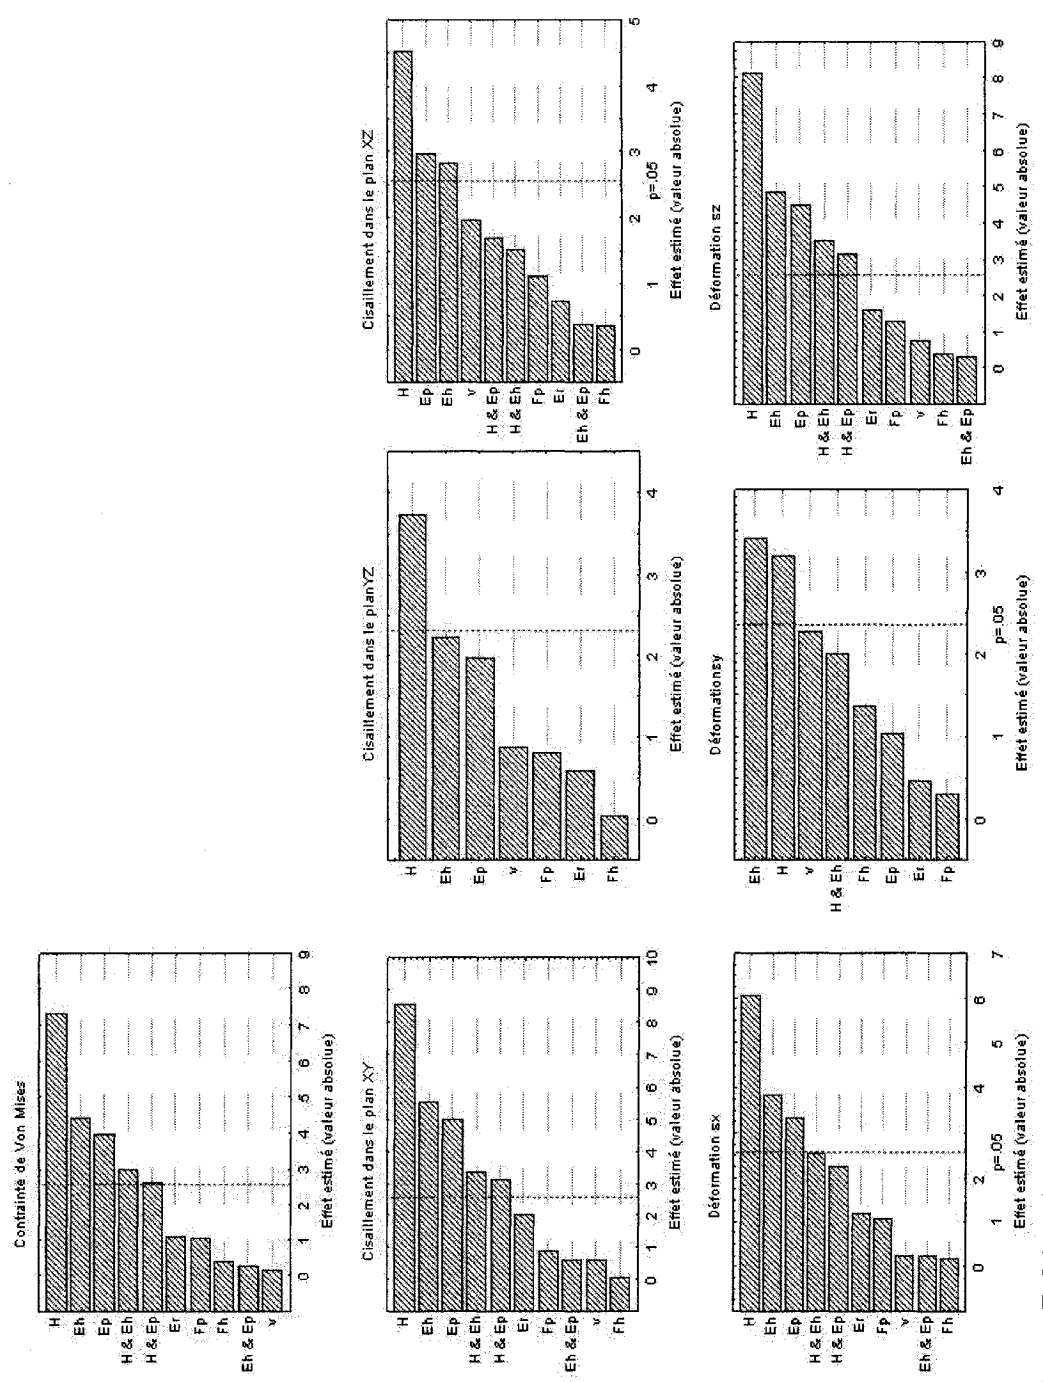 Contrainte de Von Mises
H
Eh
Ep
H & Eh
H & Ep
Er
Fp
Fh
Eh & Ep
v
0 1 2 3 4 5 6 7 8 9
Effet estimé (valeur absolue)
Cisaillement dans le plan XY
H
Eh
Ep
H & Eh
H & Ep
Er
Fp
Eh & Ep
v
Fh
0 1 2 3 4 5 6 7 8 9 10
Effet estimé (valeur absolue)
Cisaillement dans le planYZ
H
Eh
Ep
v
Fp
Er
Fh
0 1 2 3 4
Effet estimé (valeur absolue)
Cisaillement dans le plan XZ
H
Ep
Eh
v
H & Ep
H & Eh
Fp
Er
Eh & Ep
Fh
0 1 2 3 4 5
p=.05
Effet estimé (valeur absolue)
Déformation εx
H
Eh
Ep
H & Eh
H & Ep
Er
Fp
v
Eh & Ep
Fh
0 1 2 4 5 6 7
p=.05
Effet estimé (valeur absolue)
Déformationεy
Eh
H
v
H & Eh
Fh
Ep
Er
Fp
0 1 2 3 4
p=.05
Effet estimé (valeur absolue)
Déformation εz
H
Eh
Ep
H & Eh
H & Ep
Er
Fp
v
Fh
Eh & Ep
0 1 2 3 4 5 6 7 8 9
Effet estimé (valeur absolue)